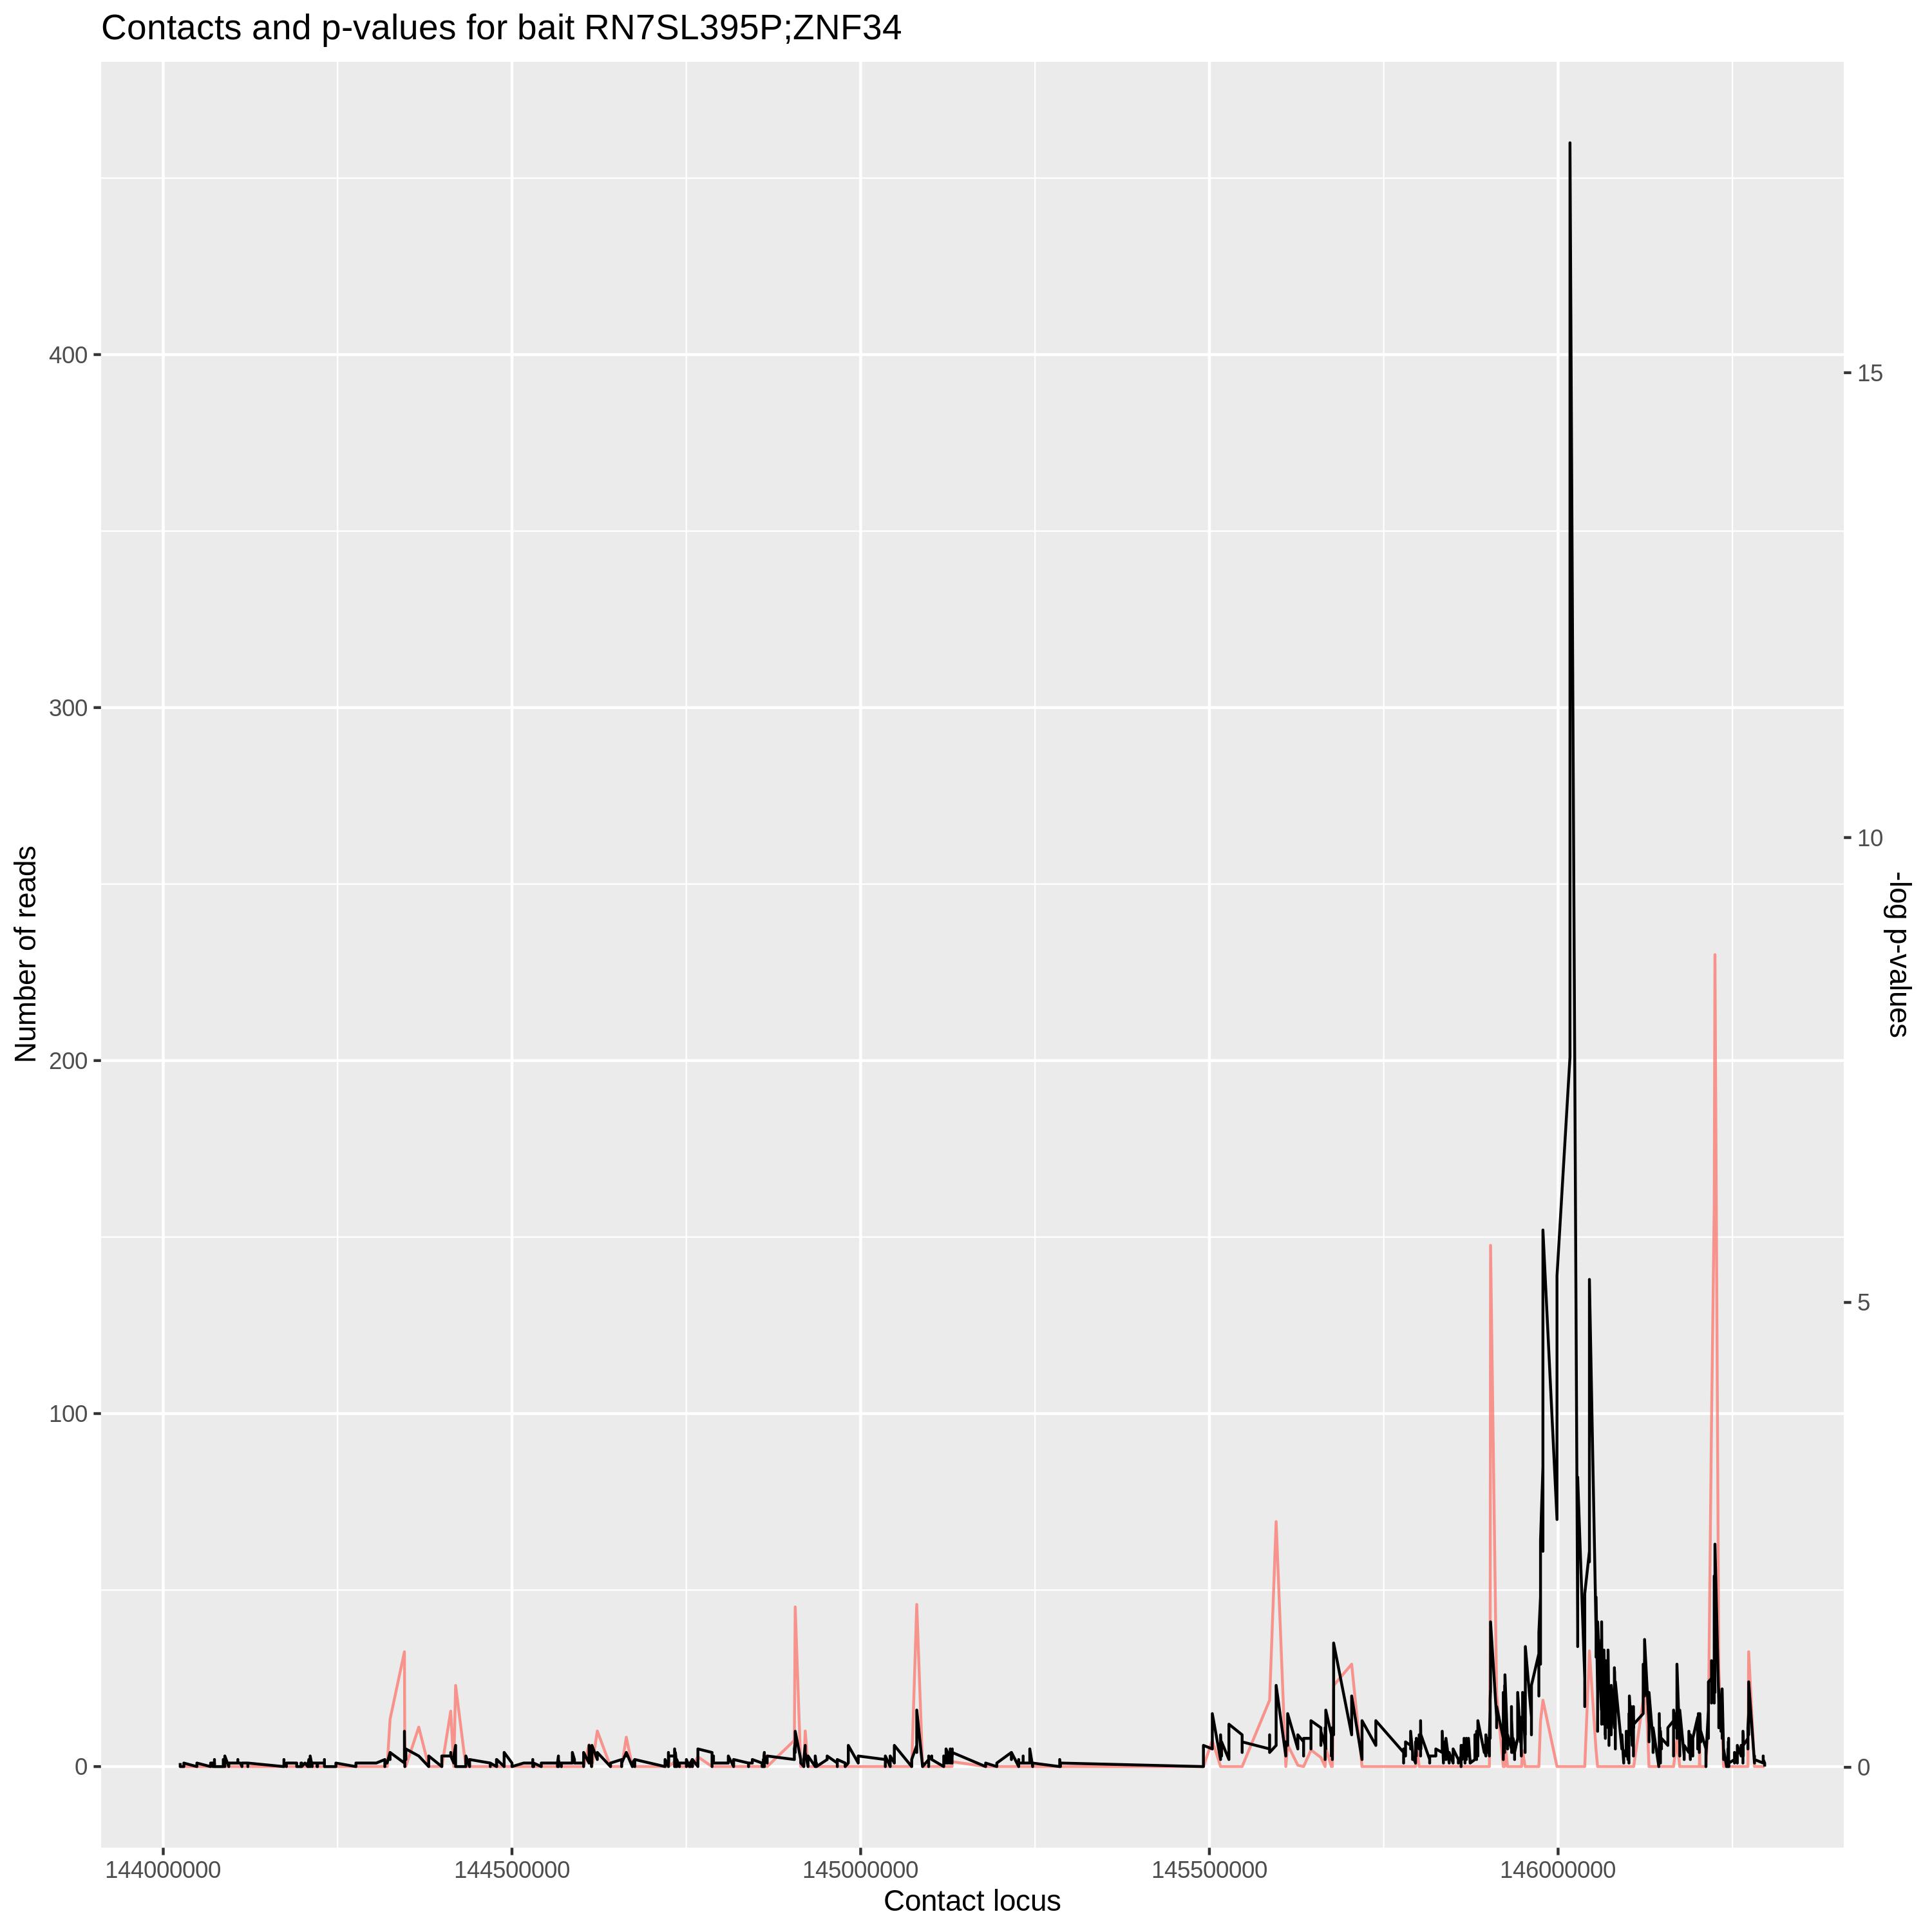 Contacts and p-values for bait RN7SL395P;ZNF34
Number of reads
400
300
200
100
0
15
10
5
0
-log p-values
144000000 144500000 145000000 145500000 146000000
Contact locus